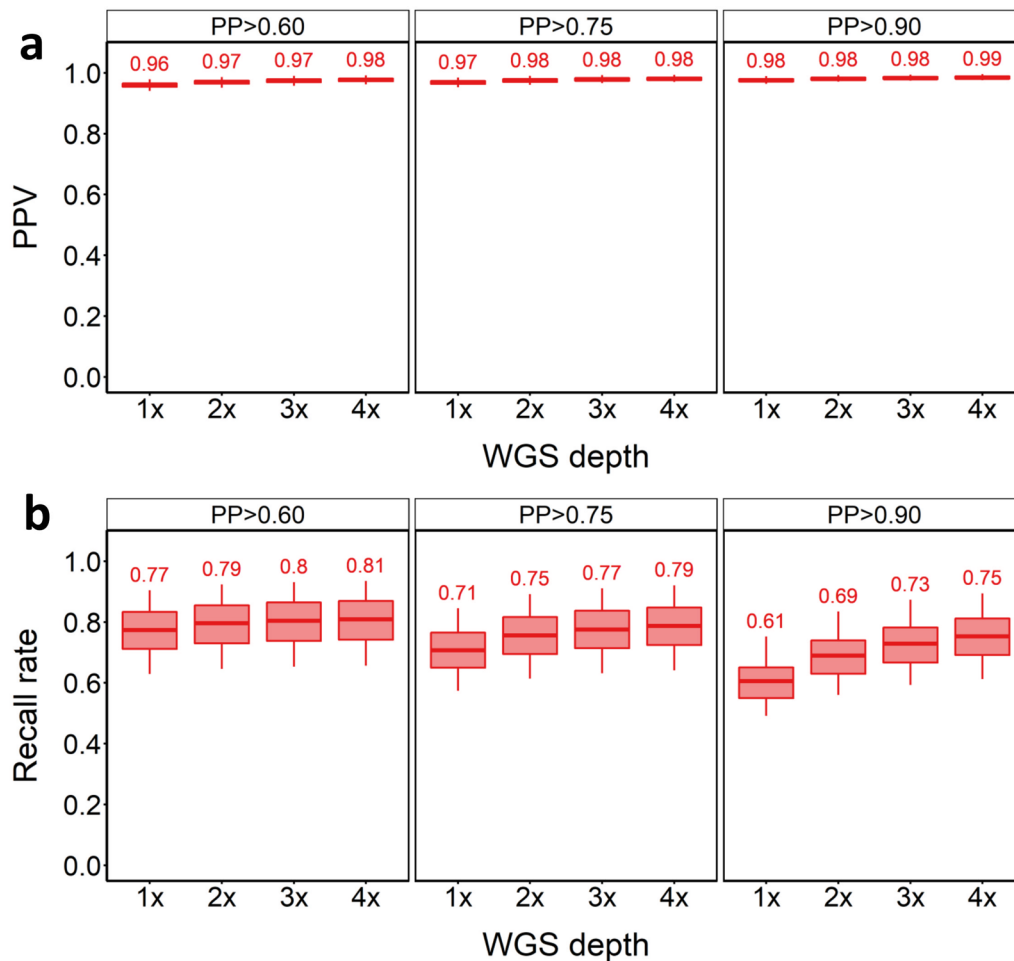 a
PP>0.60 PP>0.75 PP>0.90
0.96 0.97 0.97 0.98 0.97 0.98 0.98 0.98 0.98 0.98 0.98 0.99
1.0
0.8
0.6
0.4
0.2
0.0
PPV
1x 2x 3x 4x 1x 2x 3x 4x 1x 2x 3x 4x
WGS depth
b
PP>0.60 PP>0.75 PP>0.90
0.77 0.79 0.8 0.81 0.71 0.75 0.77 0.79 0.61 0.69 0.73 0.75
1.0
0.8
0.6
0.4
0.2
0.0
Recall rate
1x 2x 3x 4x 1x 2x 3x 4x 1x 2x 3x 4x
WGS depth